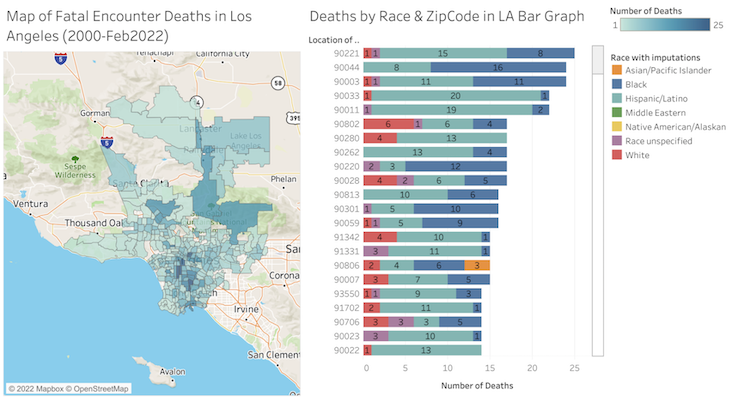 Map of Fatal Encounter Deaths in Los
Angeles (2000-Feb2022)
Tehachapi
California City
5
58
4
Gorman
395
5
Lancaster
Lake Los
Angeles
Sespe
Wilderness
Phelan
Santa
Ventura
Thousand Oa
Sa
Corona
ch
Irvine
San Clement
Avalon
© 2022 Mapbox © OpenStreetMap
Deaths by Race & ZipCode in LA Bar Graph
Location of ..
90221 1 1 15 8
90044 8 16
90003 1 1 11 11
90033 20 1
90011 1 19 2
90802 6 1 6 4
90280 4 13
90262 13 4
90220 2 3 12
90028 4 2 6 5
90813 10 6
90301 1 5 10
90059 1 1 5 9
91342 4 10 1
91331 3 11 1
90806 2 4 6 3
90007 3 7 5
93550 1 1 9 3
91702 2 11 1
90706 3 3 3 5
90023 3 10 1
90022 1 13
0 5 10 15 20 25
Number of Deaths
Number of Deaths
1 25
Race with imputations
Asian/Pacific Islander
Black
Hispanic/Latino
Middle Eastern
Native American/Alaskan
Race unspecified
White